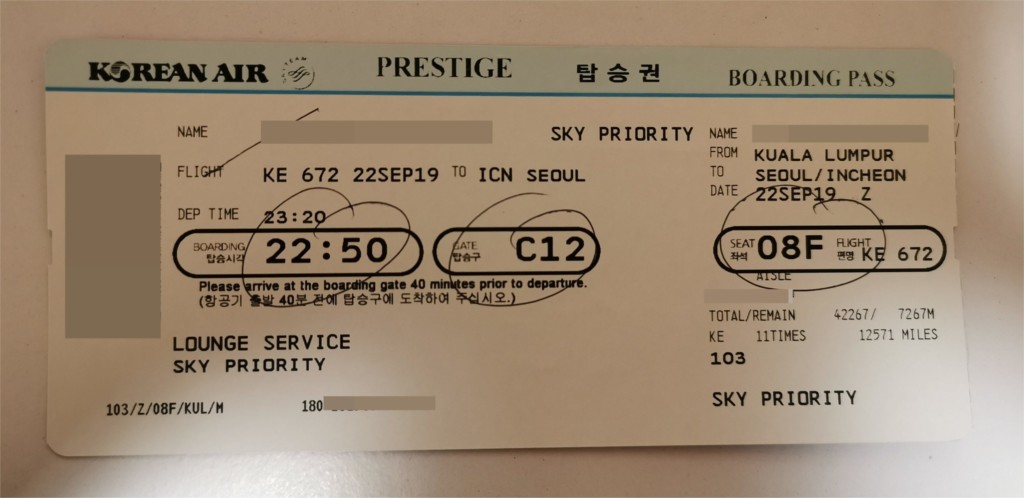 KOREAN AIR SKYTEAM PRESTIGE 탑승권 BOARDING PASS
NAME SKY PRIORITY
FLIGHT KE 672 22SEP19 TO ICN SEOUL
DEP TIME 23:20
BOARDING 탑승시각 22:50 GATE 탑승구 C12
Please arrive at the boarding gate 40 minutes prior to departure.
(항공기 출발 40분 전에 탑승구에 도착하여 주십시오.)
LOUNGE SERVICE
SKY PRIORITY
103/Z/08F/KUL/M 180
NAME
FROM KUALA LUMPUR
TO SEOUL/INCHEON
DATE 22SEP19 Z
SEAT 좌석 08F FLIGHT 편명 KE 672
AISLE
TOTAL/REMAIN 42267/ 7267M
KE 11TIMES 12571 MILES
103
SKY PRIORITY